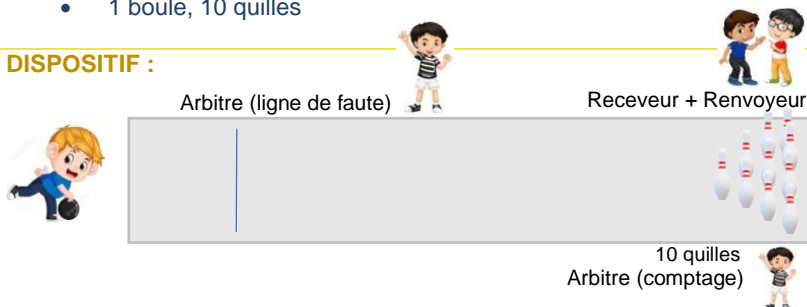 • 1 boule, 10 quilles
DISPOSITIF :
Arbitre (ligne de faute)
Receveur + Renvoyeur
10 quilles
Arbitre (comptage)